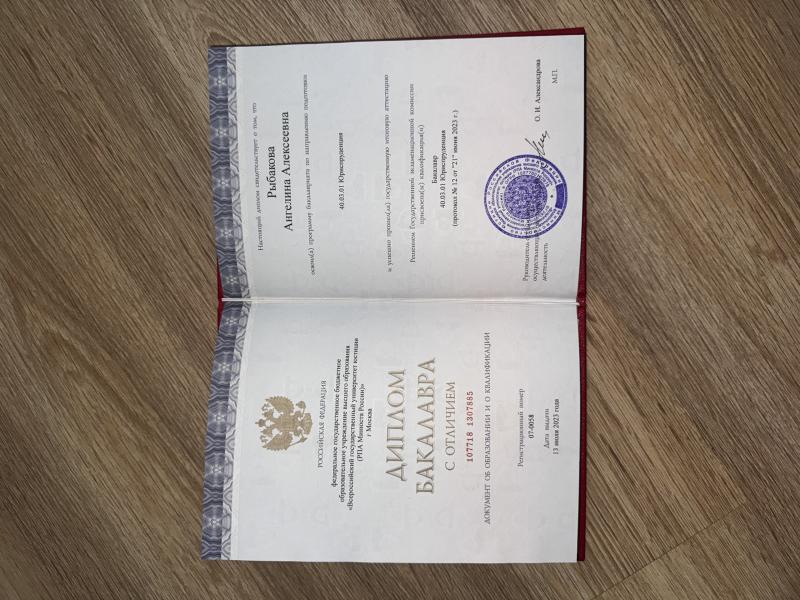 РОССИЙСКАЯ ФЕДЕРАЦИЯ
федеральное государственное бюджетное
образовательное учреждение высшего образования
«Всероссийский государственный университет юстиции
(РПА Минюста России)»
г Москва
ДИПЛОМ
БАКАЛАВРА
С ОТЛИЧИЕМ
107718 1307885
ДОКУМЕНТ ОБ ОБРАЗОВАНИИ И О КВАЛИФИКАЦИИ
Регистрационный номер
07-0058
Дата выдачи
13 июля 2023 года
Настоящий диплом свидетельствует о том, что
Рыбакова
Ангелина Алексеевна
освоил(а) программу бакалавриата по направлению подготовки
40.03.01 Юриспруденция
и успешно прошел(ла) государственную итоговую аттестацию
Решением Государственной экзаменационной комиссии
присвоена(ы) квалификация(и)
Бакалавр
40.03.01 Юриспруденция
(протокол № 12 от "21" июня 2023 г.)
Руководитель
осуществляющей
деятельность
О. И. Александрова
М.П.